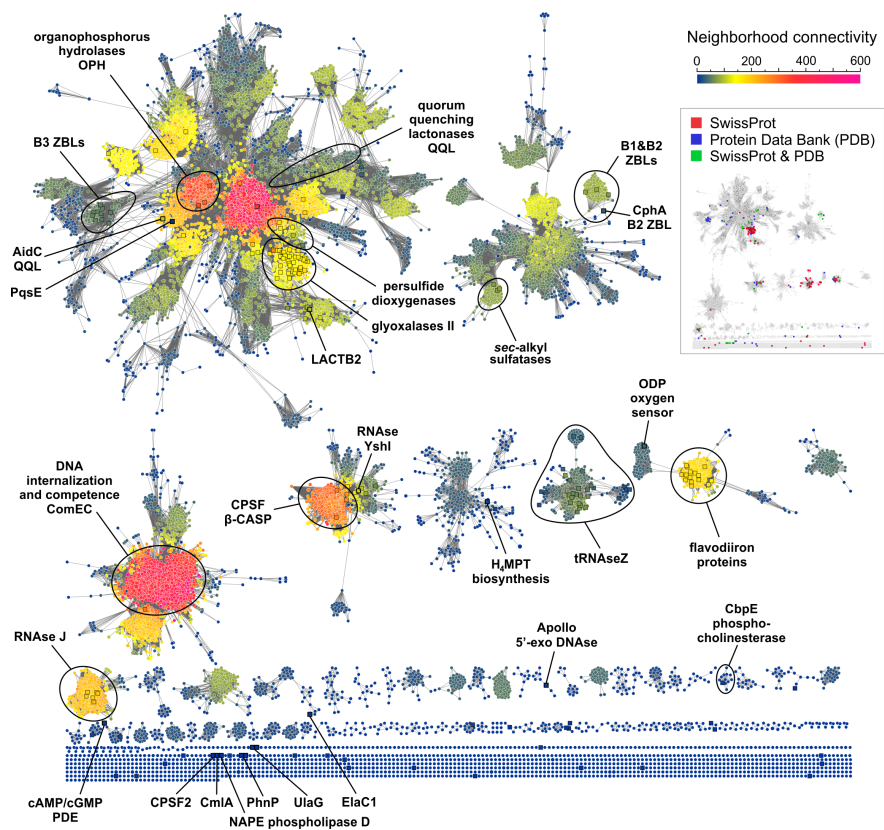 organophosphorus
hydrolases
OPH
B3 ZBLs
quorum
quenching
lactonases
QQL
B1&B2
ZBLs
CphA
B2 ZBL
AidC
QQL
PqsE
persulfide
dioxygenases
glyoxalases II
LACTB2
sec-alkyl
sulfatases
Neighborhood connectivity
0 200 400 600
SwissProt
Protein Data Bank (PDB)
SwissProt & PDB
DNA
internalization
and competence
ComEC
CPSF
β-CASP
RNAse
YshI
H₄MPT
biosynthesis
tRNAseZ
ODP
oxygen
sensor
flavodiiron
proteins
RNAse J
Apollo
5’-exo DNAse
CbpE
phospho-
cholinesterase
cAMP/cGMP
PDE
CPSF2 CmlA PhnP UlaG ElaC1
NAPE phospholipase D